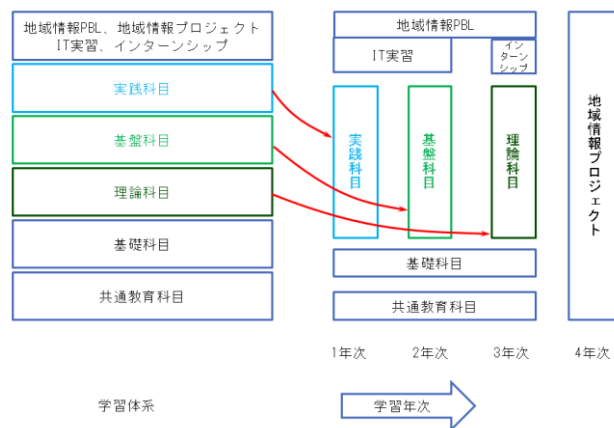 地域情報PBL、地域情報プロジェクト
IT実習、インターンシップ
実践科目
基盤科目
理論科目
基礎科目
共通教育科目
学習体系
地域情報PBL
IT実習
イン
ターン
シップ
実践科目
基盤科目
理論科目
基礎科目
共通教育科目
地域情報プロジェクト
1年次
2年次
3年次
4年次
学習年次